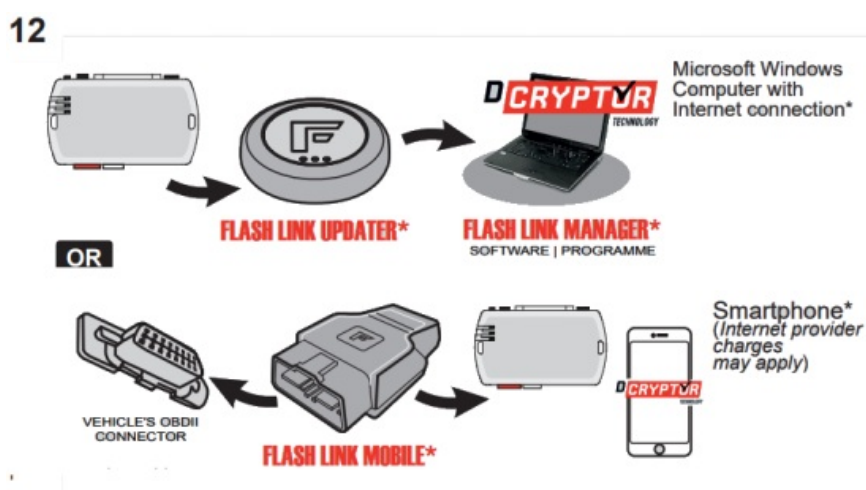 12
D CRYPTOR
TECHNOLOGY
Microsoft Windows
Computer with
Internet connection*
FLASH LINK UPDATER*
FLASH LINK MANAGER*
SOFTWARE | PROGRAMME
OR
Smartphone*
(Internet provider
charges
may apply)
D CRYPTOR
TECHNOLOGY
VEHICLE'S OBDII
CONNECTOR
FLASH LINK MOBILE*